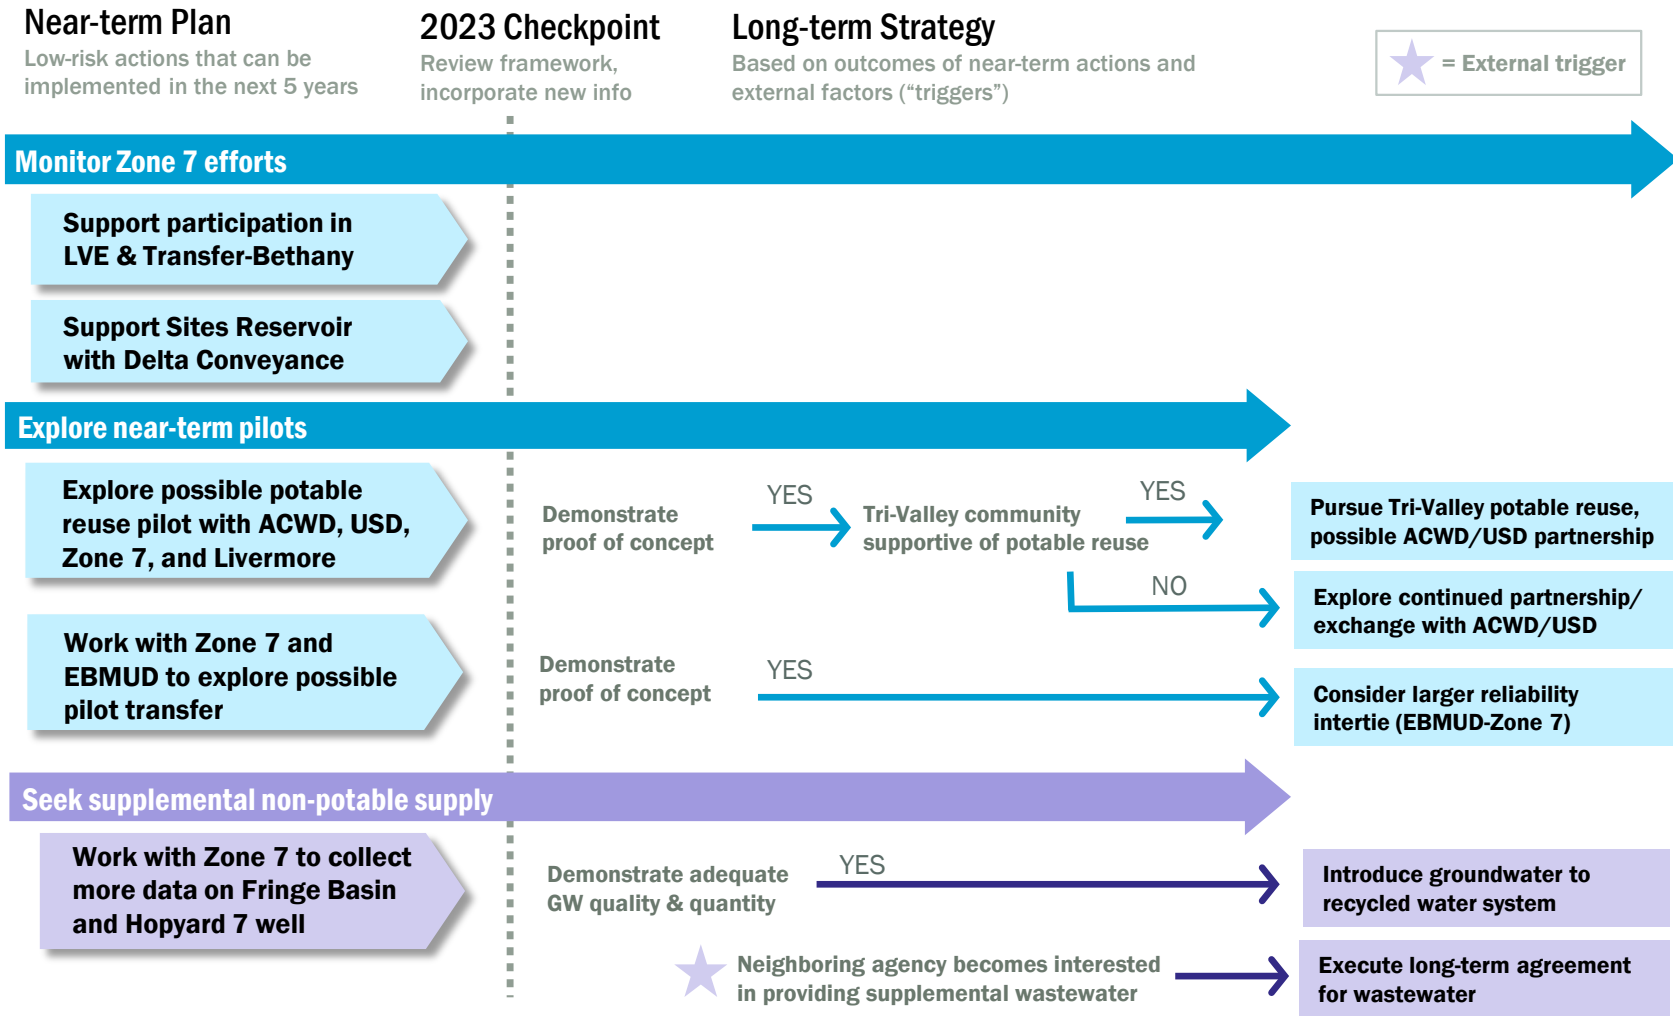 Near-term Plan
Low-risk actions that can be
implemented in the next 5 years
2023 Checkpoint
Review framework,
incorporate new info
Long-term Strategy
Based on outcomes of near-term actions and
external factors (“triggers”)
= External trigger
Monitor Zone 7 efforts
Support participation in
LVE & Transfer-Bethany
Support Sites Reservoir
with Delta Conveyance
Explore near-term pilots
Explore possible potable
reuse pilot with ACWD, USD,
Zone 7, and Livermore
Demonstrate
proof of concept
YES
Tri-Valley community
supportive of potable reuse
YES
Pursue Tri-Valley potable reuse,
possible ACWD/USD partnership
NO
Explore continued partnership/
exchange with ACWD/USD
Work with Zone 7 and
EBMUD to explore possible
pilot transfer
Demonstrate
proof of concept
YES
Consider larger reliability
intertie (EBMUD-Zone 7)
Seek supplemental non-potable supply
Work with Zone 7 to collect
more data on Fringe Basin
and Hopyard 7 well
Demonstrate adequate
GW quality & quantity
YES
Introduce groundwater to
recycled water system
Neighboring agency becomes interested
in providing supplemental wastewater
Execute long-term agreement
for wastewater